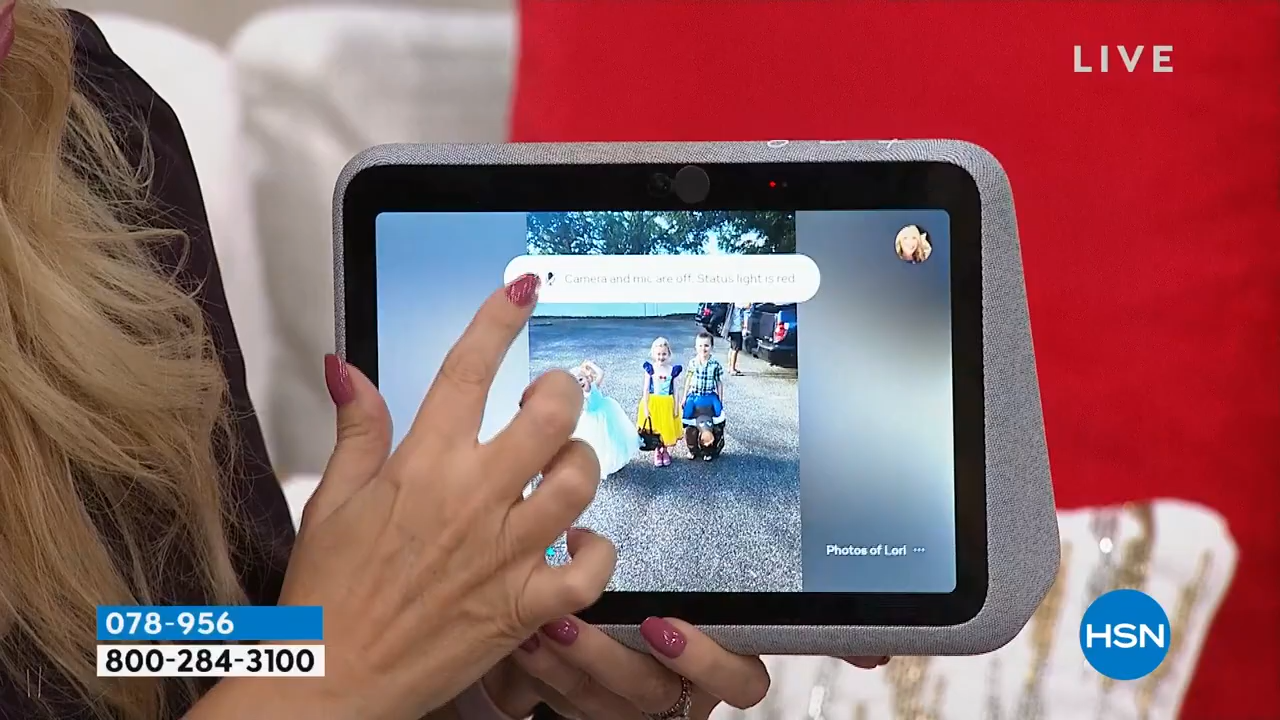 LIVE
Camera and mic are off. Status light is red.
Photos of Lori
078-956
800-284-3100
HSN